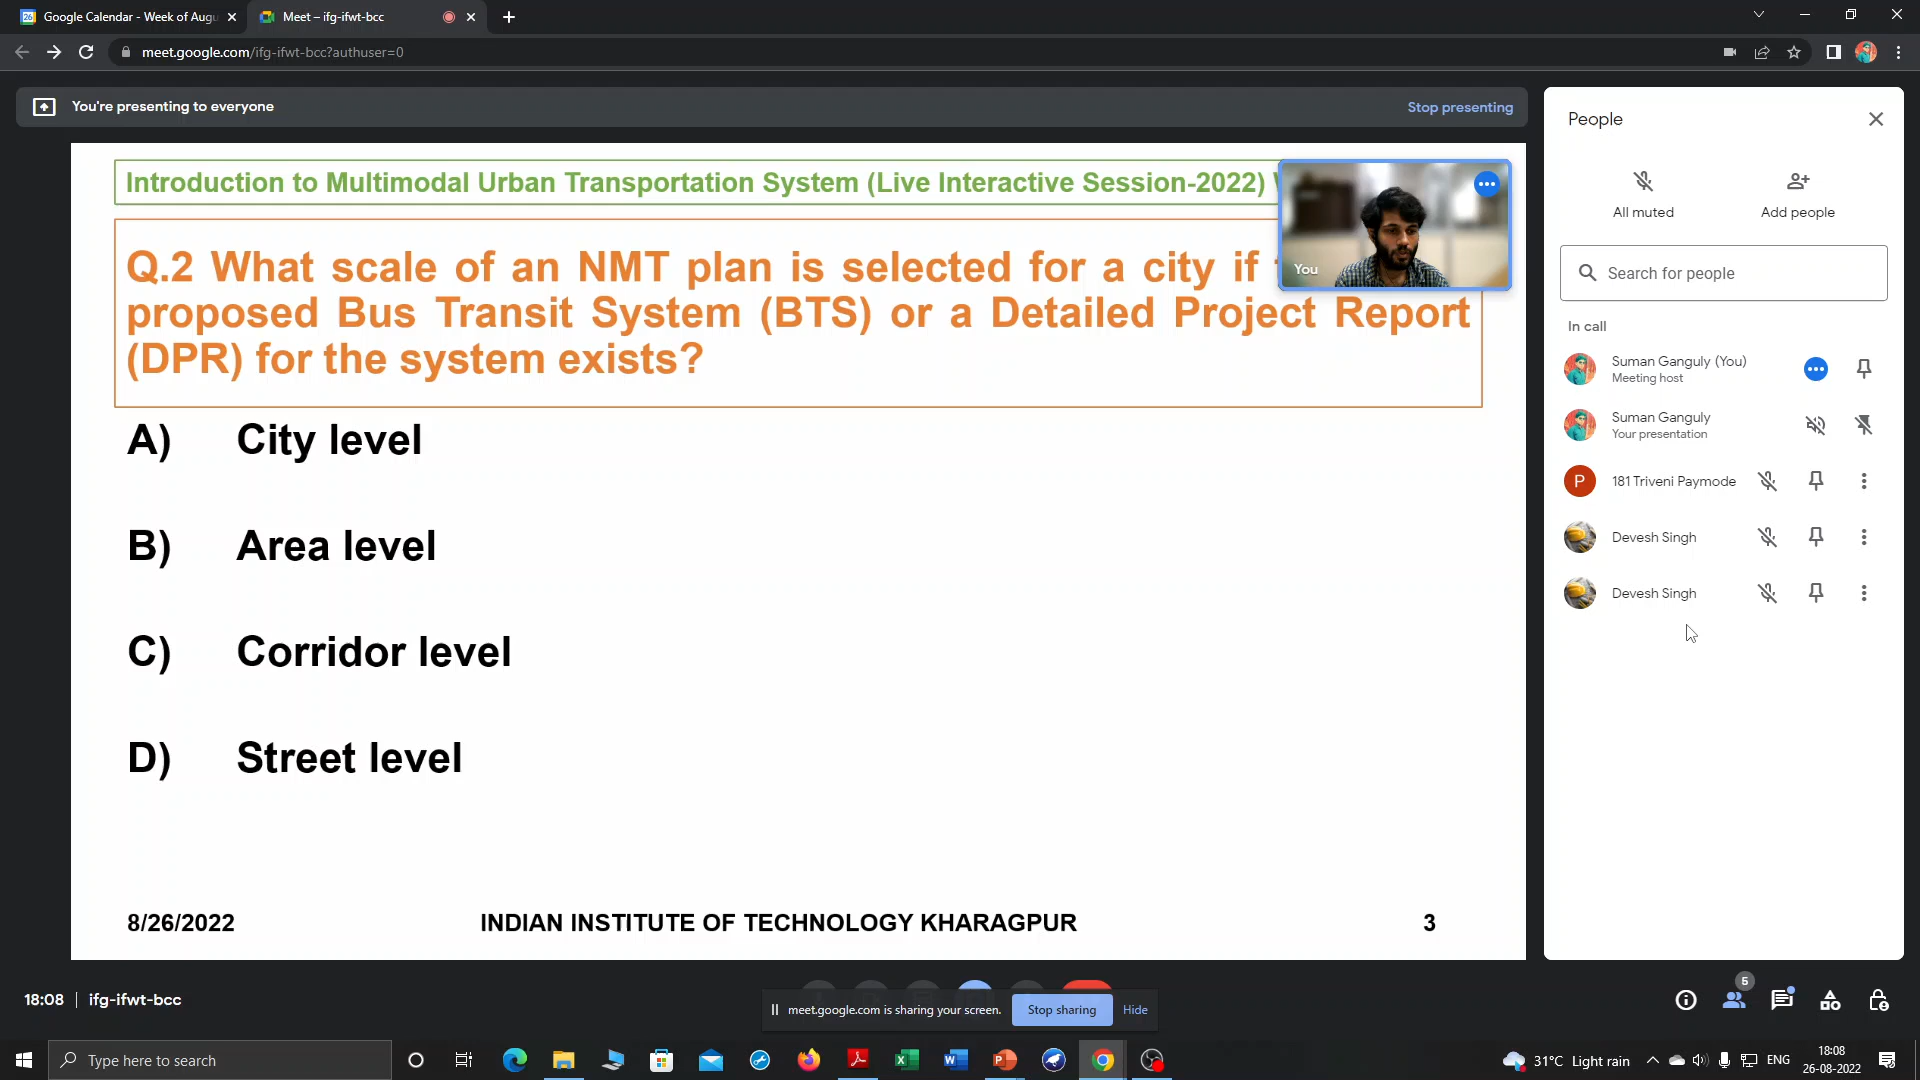 Google Calendar - Week of Augu
Meet – ifg-ifwt-bcc
meet.google.com/ifg-ifwt-bcc?authuser=0
You're presenting to everyone
Stop presenting
Introduction to Multimodal Urban Transportation System (Live Interactive Session-2022)
Q.2 What scale of an NMT plan is selected for a city if
proposed Bus Transit System (BTS) or a Detailed Project Report
(DPR) for the system exists?
You
A) City level
B) Area level
C) Corridor level
D) Street level
8/26/2022
INDIAN INSTITUTE OF TECHNOLOGY KHARAGPUR
3
People
All muted
Add people
Search for people
In call
Suman Ganguly (You)
Meeting host
Suman Ganguly
Your presentation
P
181 Triveni Paymode
Devesh Singh
Devesh Singh
18:08
ifg-ifwt-bcc
meet.google.com is sharing your screen.
Stop sharing
Hide
5
Type here to search
31°C Light rain
ENG
18:08
26-08-2022